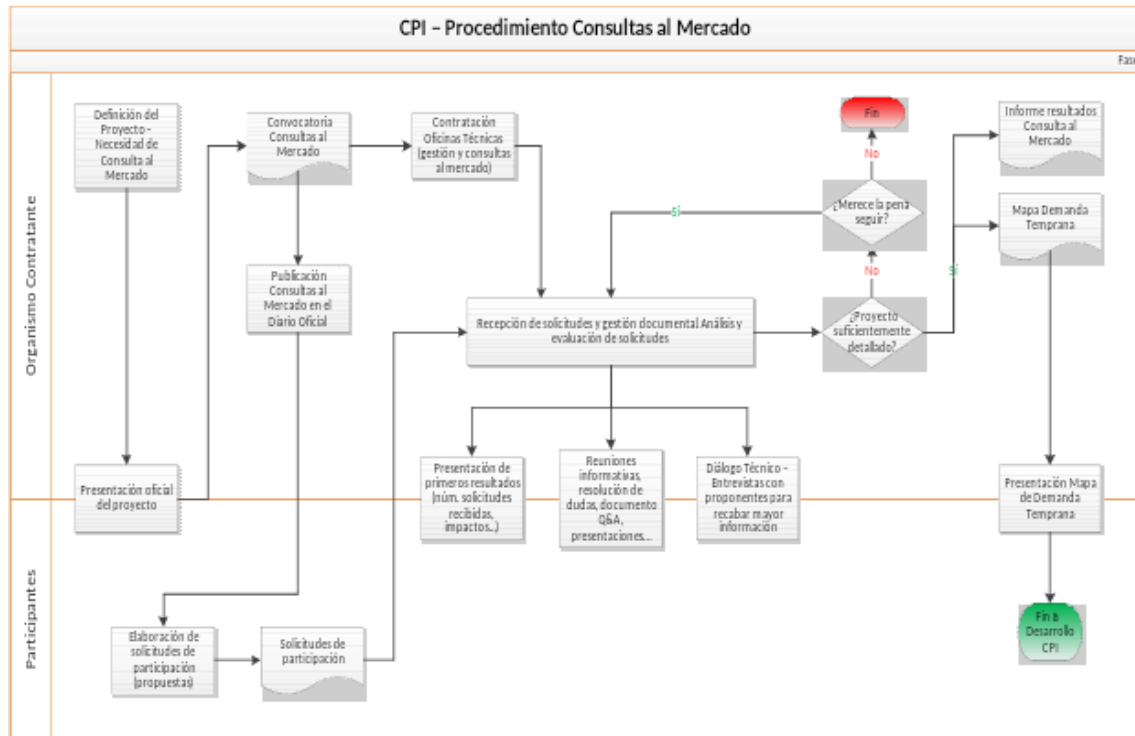 CPI – Procedimiento Consultas al Mercado
Fase
Organismo Contratante
Definición del
Proyecto -
Necesidad de
Consulta al
Mercado
Convocatoria
Consultas al
Mercado
Contratación
Oficinas Técnicas
(gestión y consultas
al mercado)
Fin
No
¿Merece la pena
seguir?
Sí
No
¿Proyecto
suficientemente
detallado?
Sí
Informe resultados
Consulta al
Mercado
Mapa Demanda
Temprana
Publicación
Consultas al
Mercado en el
Diario Oficial
Recepción de solicitudes y gestión documental. Análisis y
evaluación de solicitudes
Presentación oficial
del proyecto
Presentación de
primeros resultados
(núm. solicitudes
recibidas,
impactos...)
Reuniones
informativas,
resolución de
dudas, documento
Q&A,
presentaciones....
Diálogo Técnico –
Entrevistas con
proponentes para
recabar mayor
información
Presentación Mapa
de Demanda
Temprana
Participantes
Elaboración de
solicitudes de
participación
(propuestas)
Solicitudes de
participación
Fin &
Desarrollo
CPI